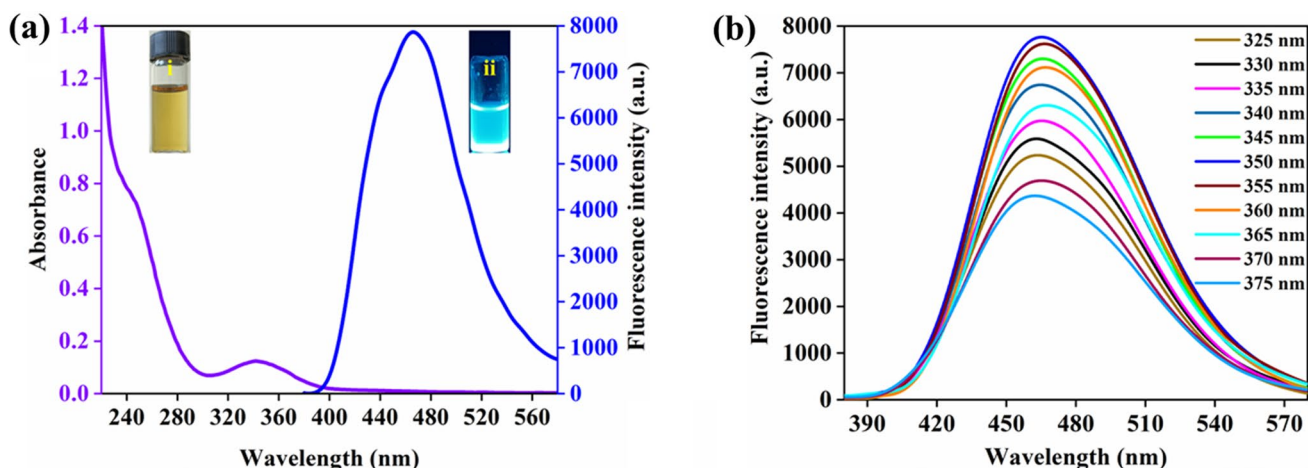 (a)
1.4
1.2
1.0
0.8
0.6
0.4
0.2
0.0
Absorbance
240 280 320 360 400 440 480 520 560
Wavelength (nm)
8000
7000
6000
5000
4000
3000
2000
1000
0
Fluorescence intensity (a.u.)
i
ii
(b)
8000
7000
6000
5000
4000
3000
2000
1000
0
Fluorescence intensity (a.u.)
390 420 450 480 510 540 570
Wavelength (nm)
325 nm
330 nm
335 nm
340 nm
345 nm
350 nm
355 nm
360 nm
365 nm
370 nm
375 nm